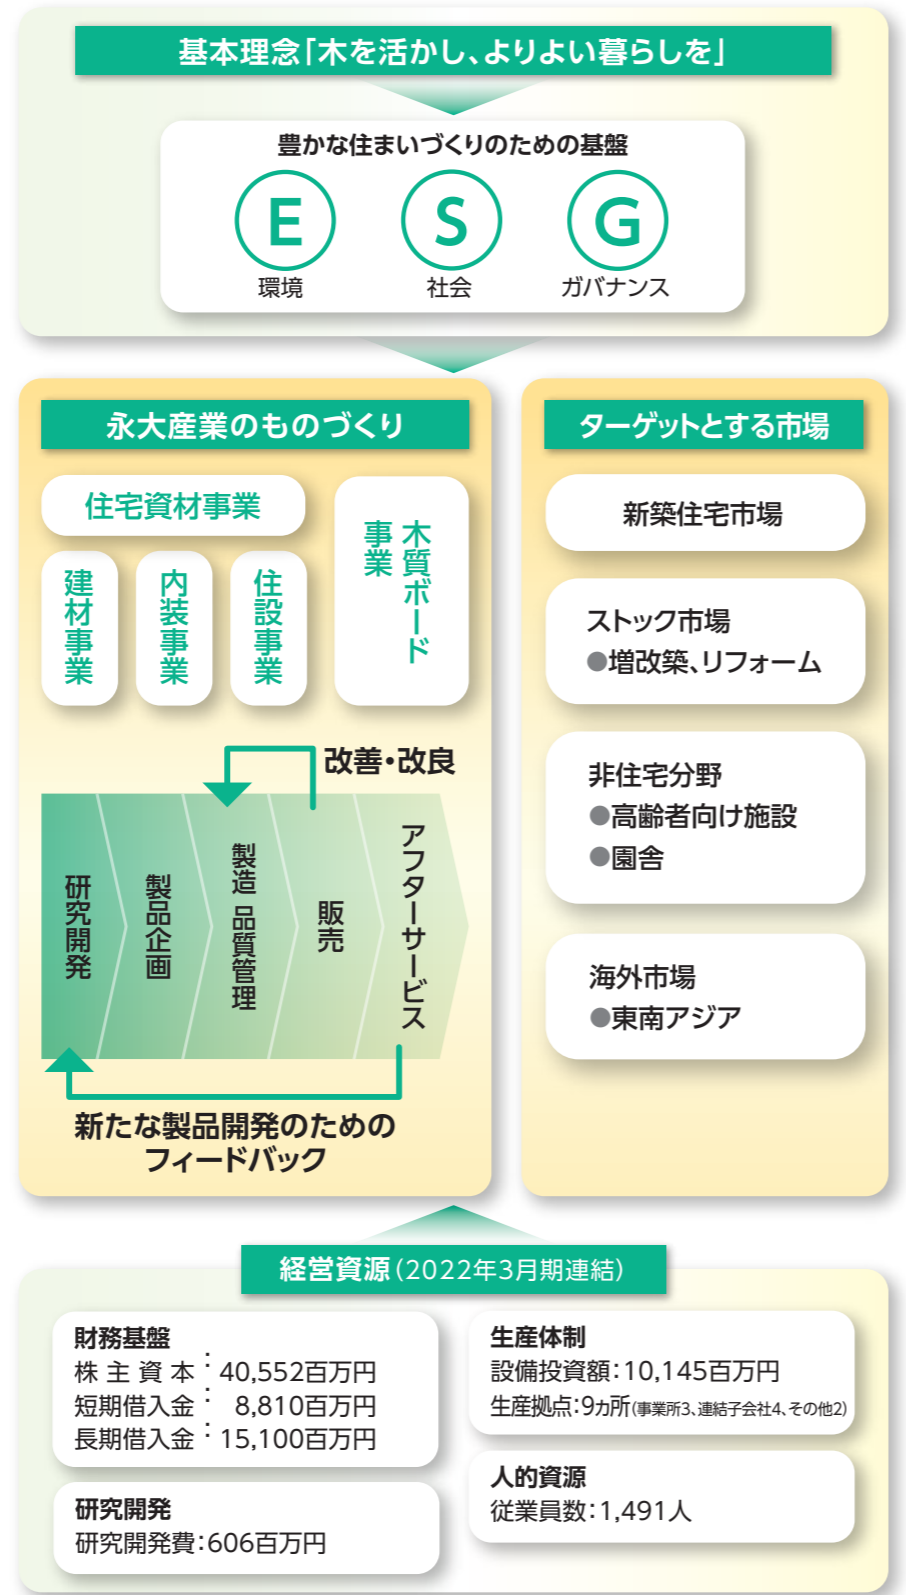 基本理念「木を活かし、よりよい暮らしを」
豊かな住まいづくりのための基盤
E
環境
S
社会
G
ガバナンス
永大産業のものづくり
住宅資材事業
建材事業
内装事業
住設事業
木質ボード
事業
改善・改良
研究開発
製品企画
製造 品質管理
販売
アフターサービス
新たな製品開発のための
フィードバック
ターゲットとする市場
新築住宅市場
ストック市場
●増改築、リフォーム
非住宅分野
●高齢者向け施設
●園舎
海外市場
●東南アジア
経営資源(2022年3月期連結)
財務基盤
株主資本:40,552百万円
短期借入金:8,810百万円
長期借入金:15,100百万円
研究開発
研究開発費:606百万円
生産体制
設備投資額:10,145百万円
生産拠点:9カ所(事業所3、連結子会社4、その他2)
人的資源
従業員数:1,491人